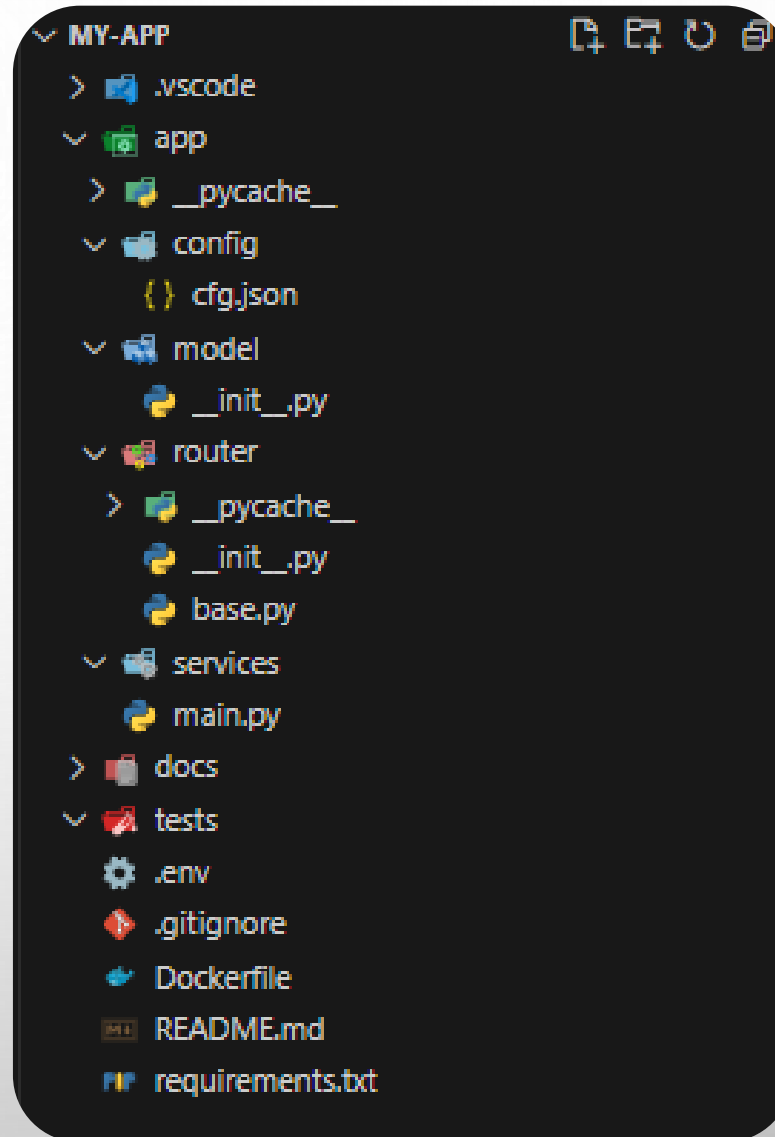 MY-APP
.vscode
app
__pycache__
config
{ } cfg.json
model
__init__.py
router
__pycache__
__init__.py
base.py
services
main.py
docs
tests
.env
.gitignore
Dockerfile
README.md
requirements.txt